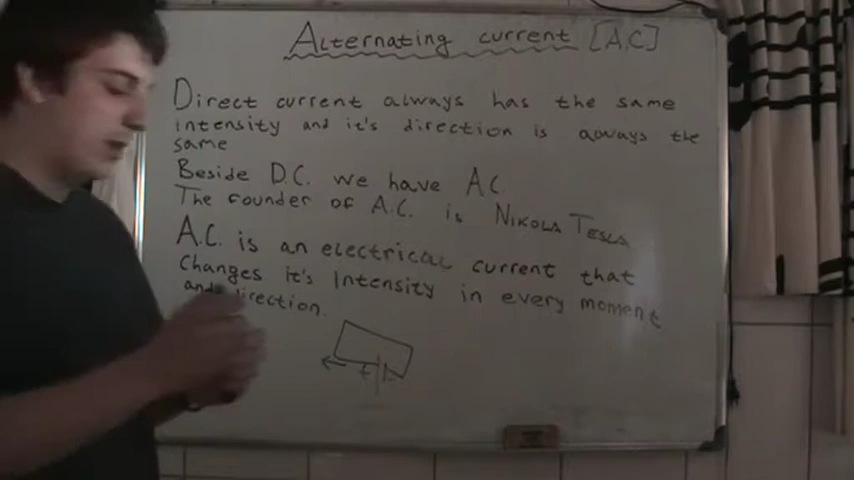 Alternating current [A.C]
Direct current always has the same
intensity and it's direction is always the
same
Beside D.C. we have A.C.
The founder of A.C. is NIKOLA TESLA
A.C. is an electrical current that
changes it's Intensity in every moment
and direction.